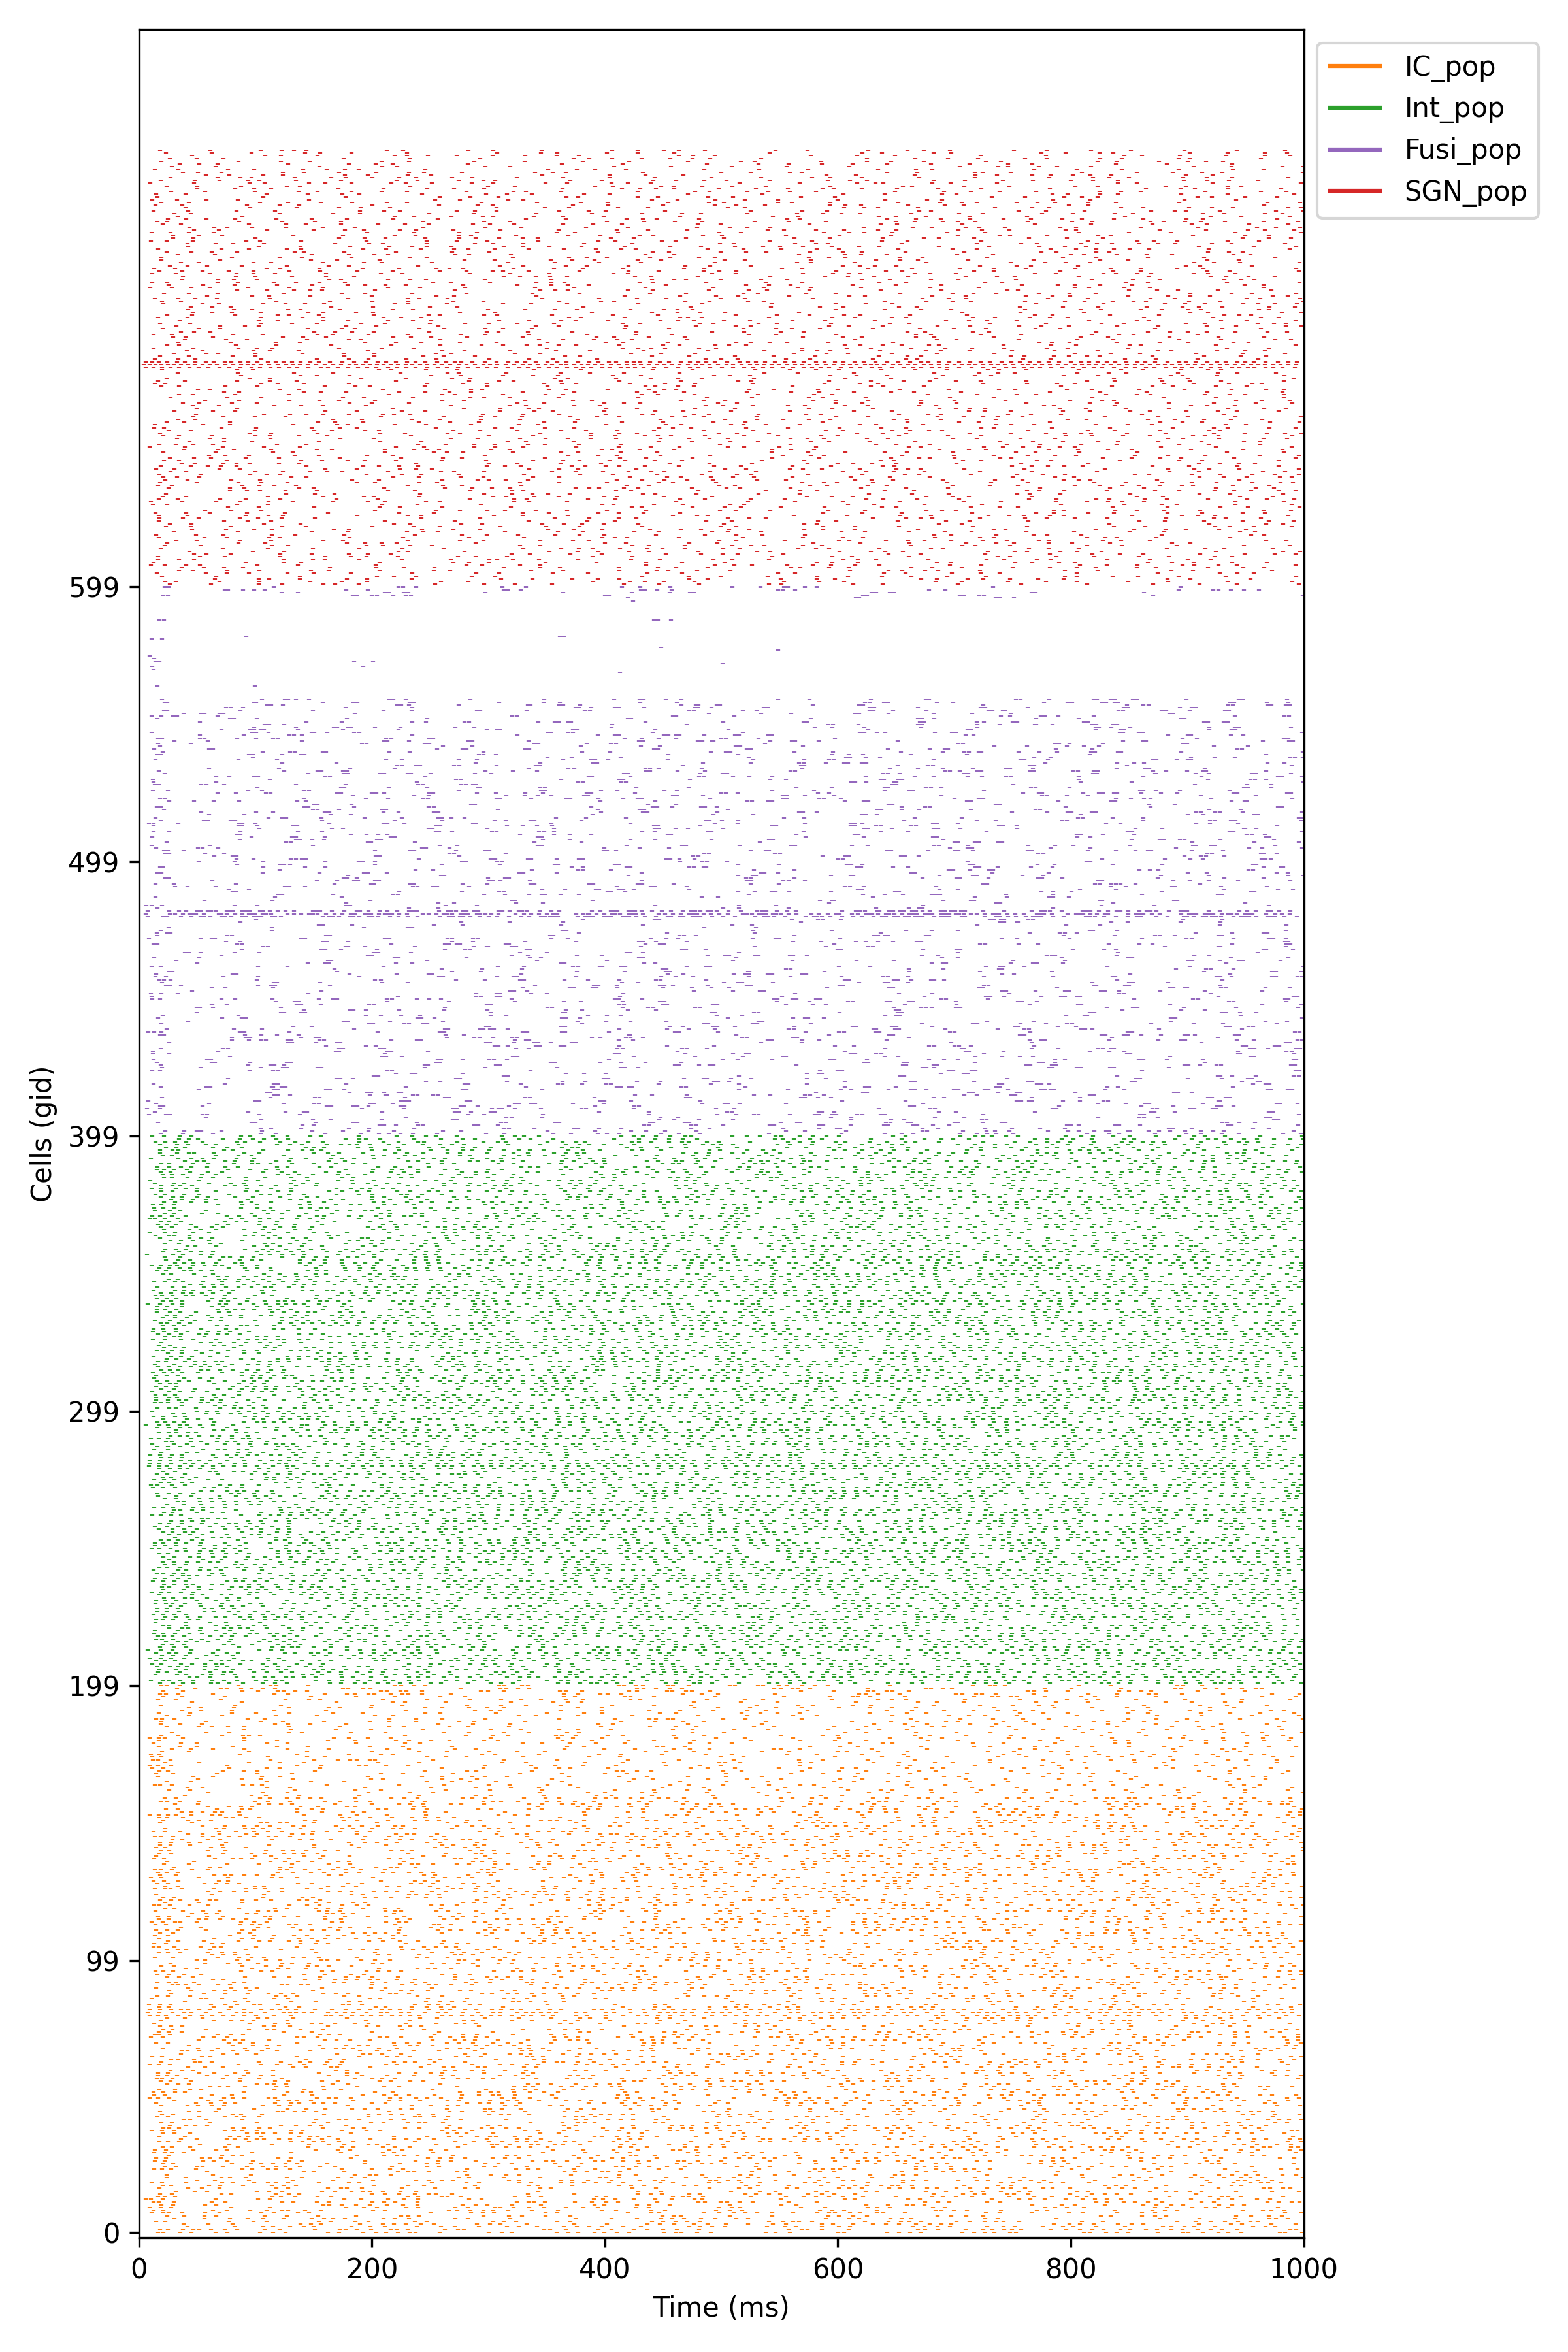 IC_pop
Int_pop
Fusi_pop
SGN_pop
599
499
399
299
199
99
0
Cells (gid)
0 200 400 600 800 1000
Time (ms)